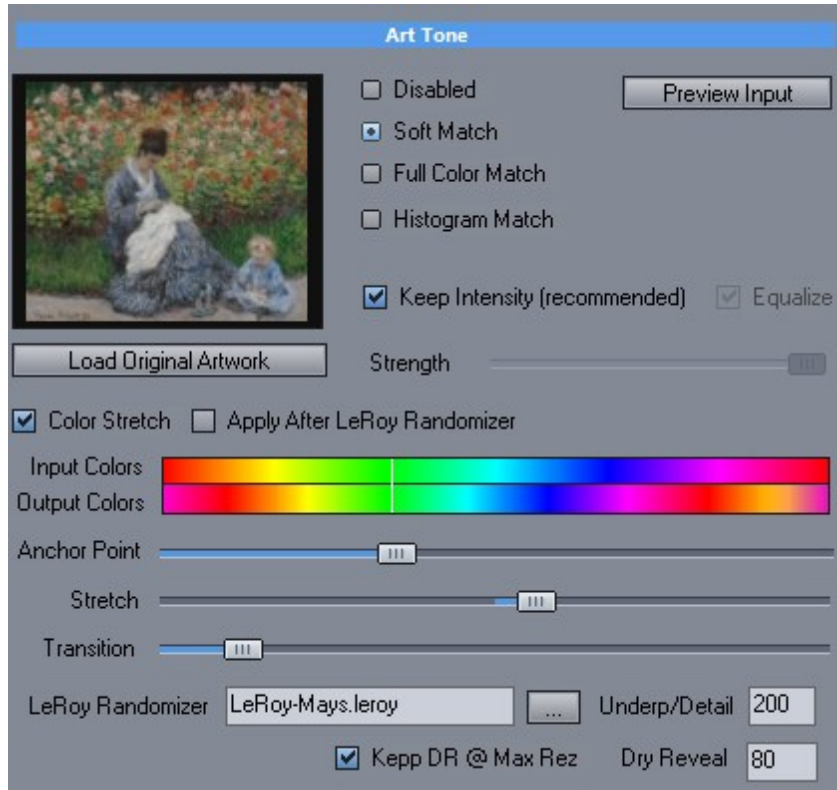 Art Tone
Disabled
Preview Input
Soft Match
Full Color Match
Histogram Match
Keep Intensity (recommended) Equalize
Load Original Artwork
Strength
Color Stretch Apply After LeRoy Randomizer
Input Colors
Output Colors
Anchor Point
Stretch
Transition
LeRoy Randomizer LeRoy-Mays.leroy ... Underp/Detail 200
Kepp DR @ Max Rez Dry Reveal 80